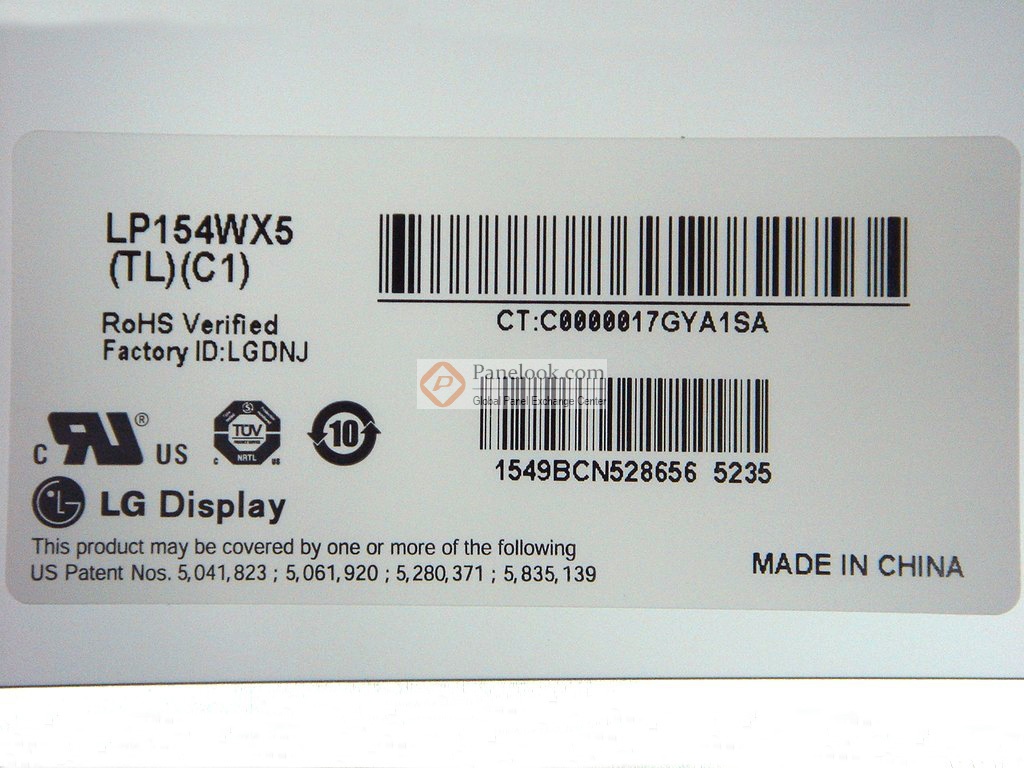 LP154WX5
(TL)(C1)
CT:C0000017GYA1SA
RoHS Verified
Factory ID:LGDNJ
Panelook.com
Global Panel Exchange Center
C US
®
TÜV
NRTL
C US
10
1549BCN528656 5235
LG Display
This product may be covered by one or more of the following
US Patent Nos. 5,041,823 ; 5,061,920 ; 5,280,371 ; 5,835,139
MADE IN CHINA